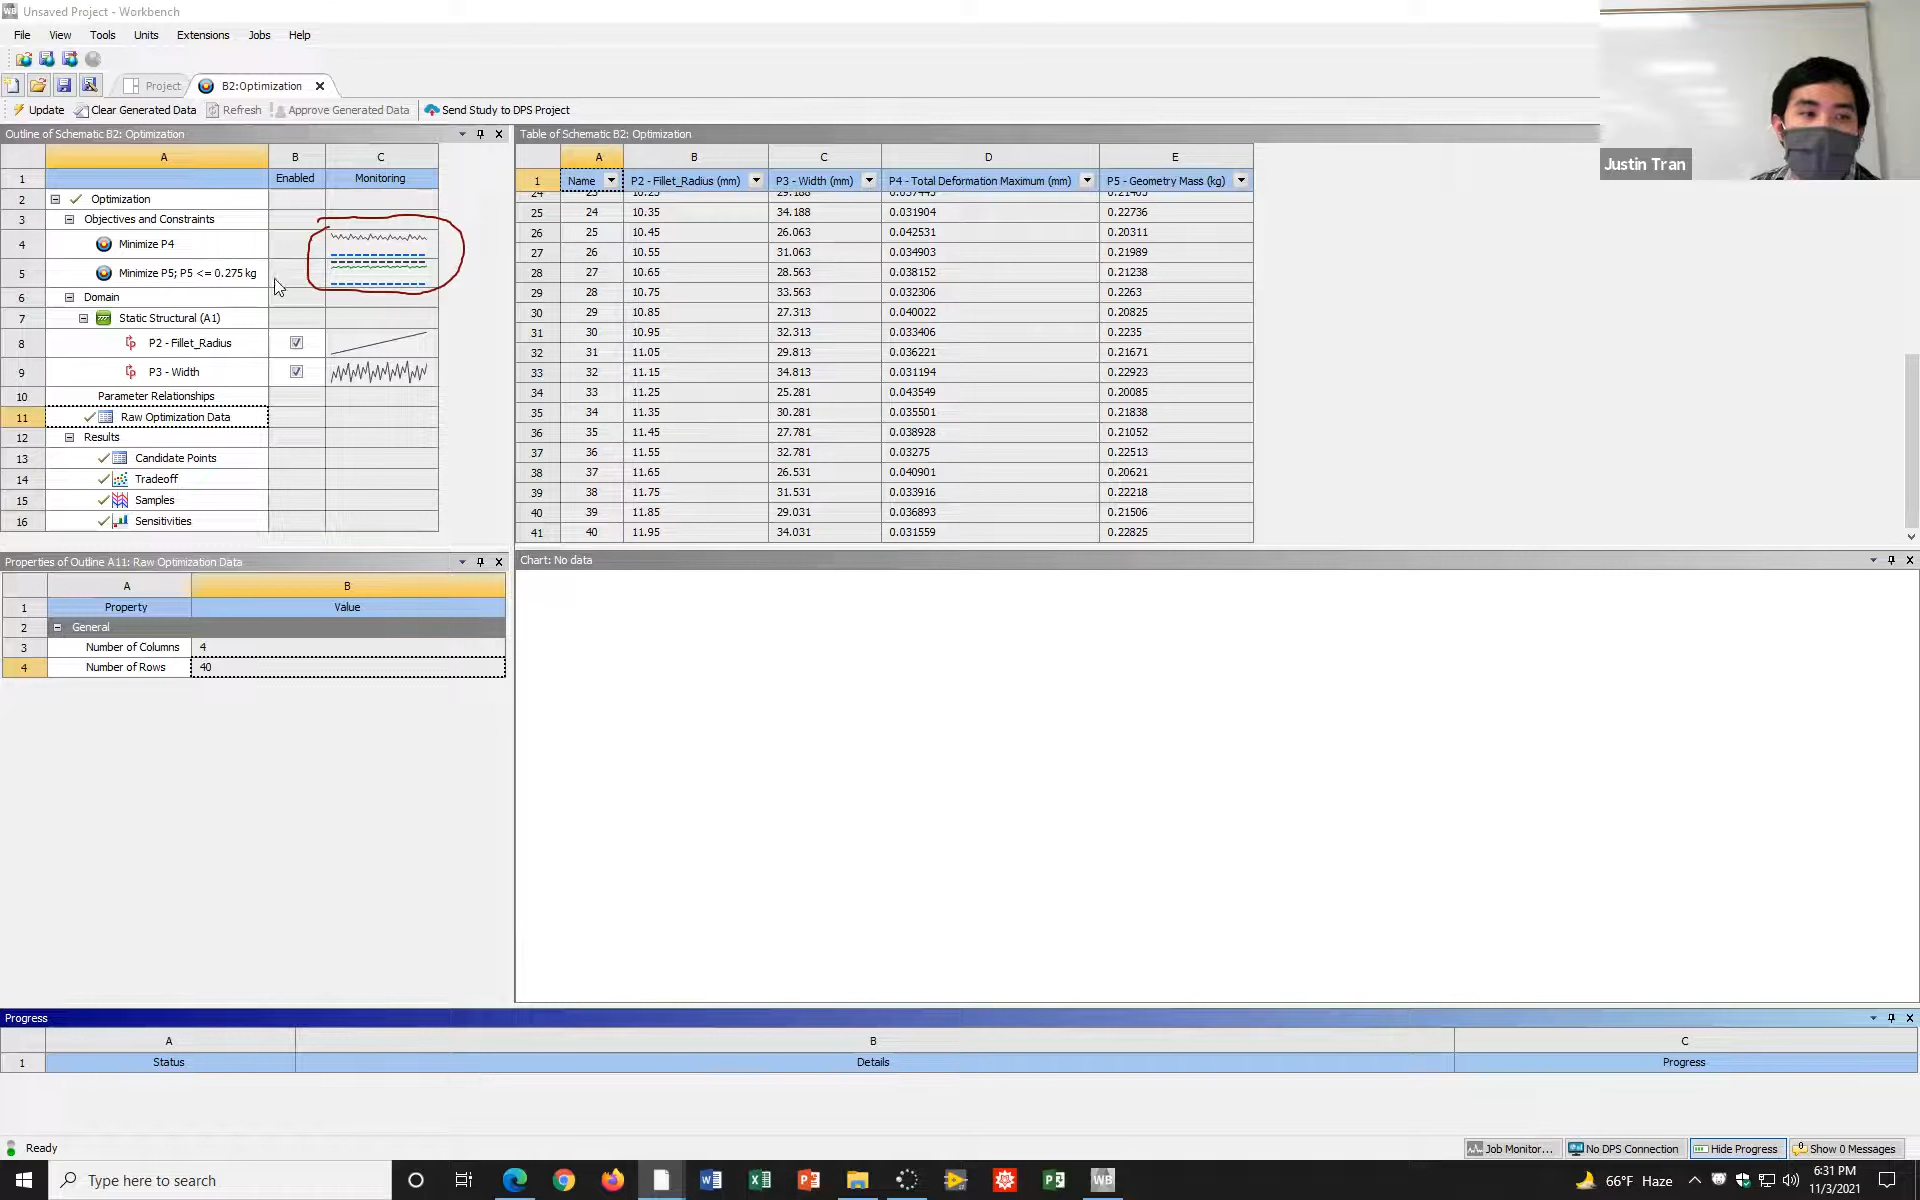 Unsaved Project - Workbench
File View Tools Units Extensions Jobs Help
Project B2:Optimization
Update Clear Generated Data Refresh Approve Generated Data Send Study to DPS Project
Justin Tran
Outline of Schematic B2: Optimization
A B C
1 Enabled Monitoring
2 Optimization
3 Objectives and Constraints
4 Minimize P4
5 Minimize P5; P5 <= 0.275 kg
6 Domain
7 Static Structural (A1)
8 P2 - Fillet_Radius
9 P3 - Width
10 Parameter Relationships
11 Raw Optimization Data
12 Results
13 Candidate Points
14 Tradeoff
15 Samples
16 Sensitivities
Table of Schematic B2: Optimization
A B C D E
1 Name P2 - Fillet_Radius (mm) P3 - Width (mm) P4 - Total Deformation Maximum (mm) P5 - Geometry Mass (kg)
25 24 10.35 34.188 0.031904 0.22736
26 25 10.45 26.063 0.042531 0.20311
27 26 10.55 31.063 0.034903 0.21989
28 27 10.65 28.563 0.038152 0.21238
29 28 10.75 33.563 0.032306 0.2263
30 29 10.85 27.313 0.040022 0.20825
31 30 10.95 32.313 0.033406 0.2235
32 31 11.05 29.813 0.036221 0.21671
33 32 11.15 34.813 0.031194 0.22923
34 33 11.25 25.281 0.043549 0.20085
35 34 11.35 30.281 0.035501 0.21838
36 35 11.45 27.781 0.038928 0.21052
37 36 11.55 32.781 0.03275 0.22513
38 37 11.65 26.531 0.040901 0.20621
39 38 11.75 31.531 0.033916 0.22218
40 39 11.85 29.031 0.036893 0.21506
41 40 11.95 34.031 0.031559 0.22825
Properties of Outline A11: Raw Optimization Data
A B
1 Property Value
2 General
3 Number of Columns 4
4 Number of Rows 40
Chart: No data
Progress
A B C
1 Status Details Progress
Ready
Job Monitor... No DPS Connection Hide Progress Show 0 Messages
Type here to search
66°F Haze
6:31 PM
11/3/2021